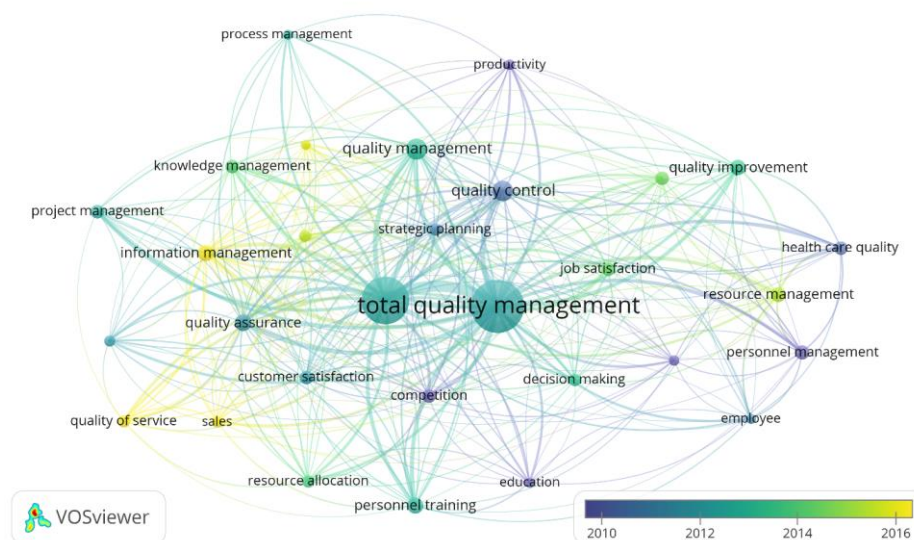 process management
productivity
quality management
knowledge management
quality improvement
quality control
project management
strategic planning
information management
health care quality
job satisfaction
resource management
total quality management
quality assurance
personnel management
customer satisfaction
decision making
competition
quality of service
sales
employee
resource allocation
education
personnel training
VOSviewer
2010 2012 2014 2016